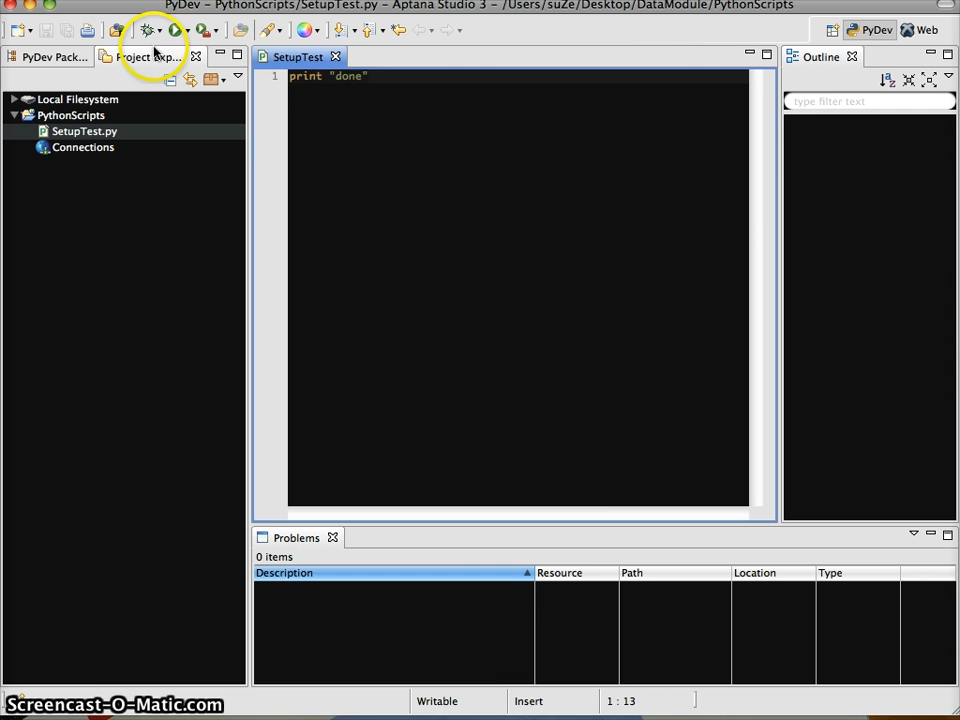 PyDev – PythonScripts/SetupTest.py – Aptana Studio 3 – /Users/suZe/Desktop/DataModule/PythonScripts
PyDev
Web
PyDev Pack...
Project Exp...
SetupTest
Outline
1 print "done"
type filter text
Local Filesystem
PythonScripts
SetupTest.py
Connections
Problems
0 items
Description Resource Path Location Type
Writable Insert 1 : 13
Screencast-O-Matic.com